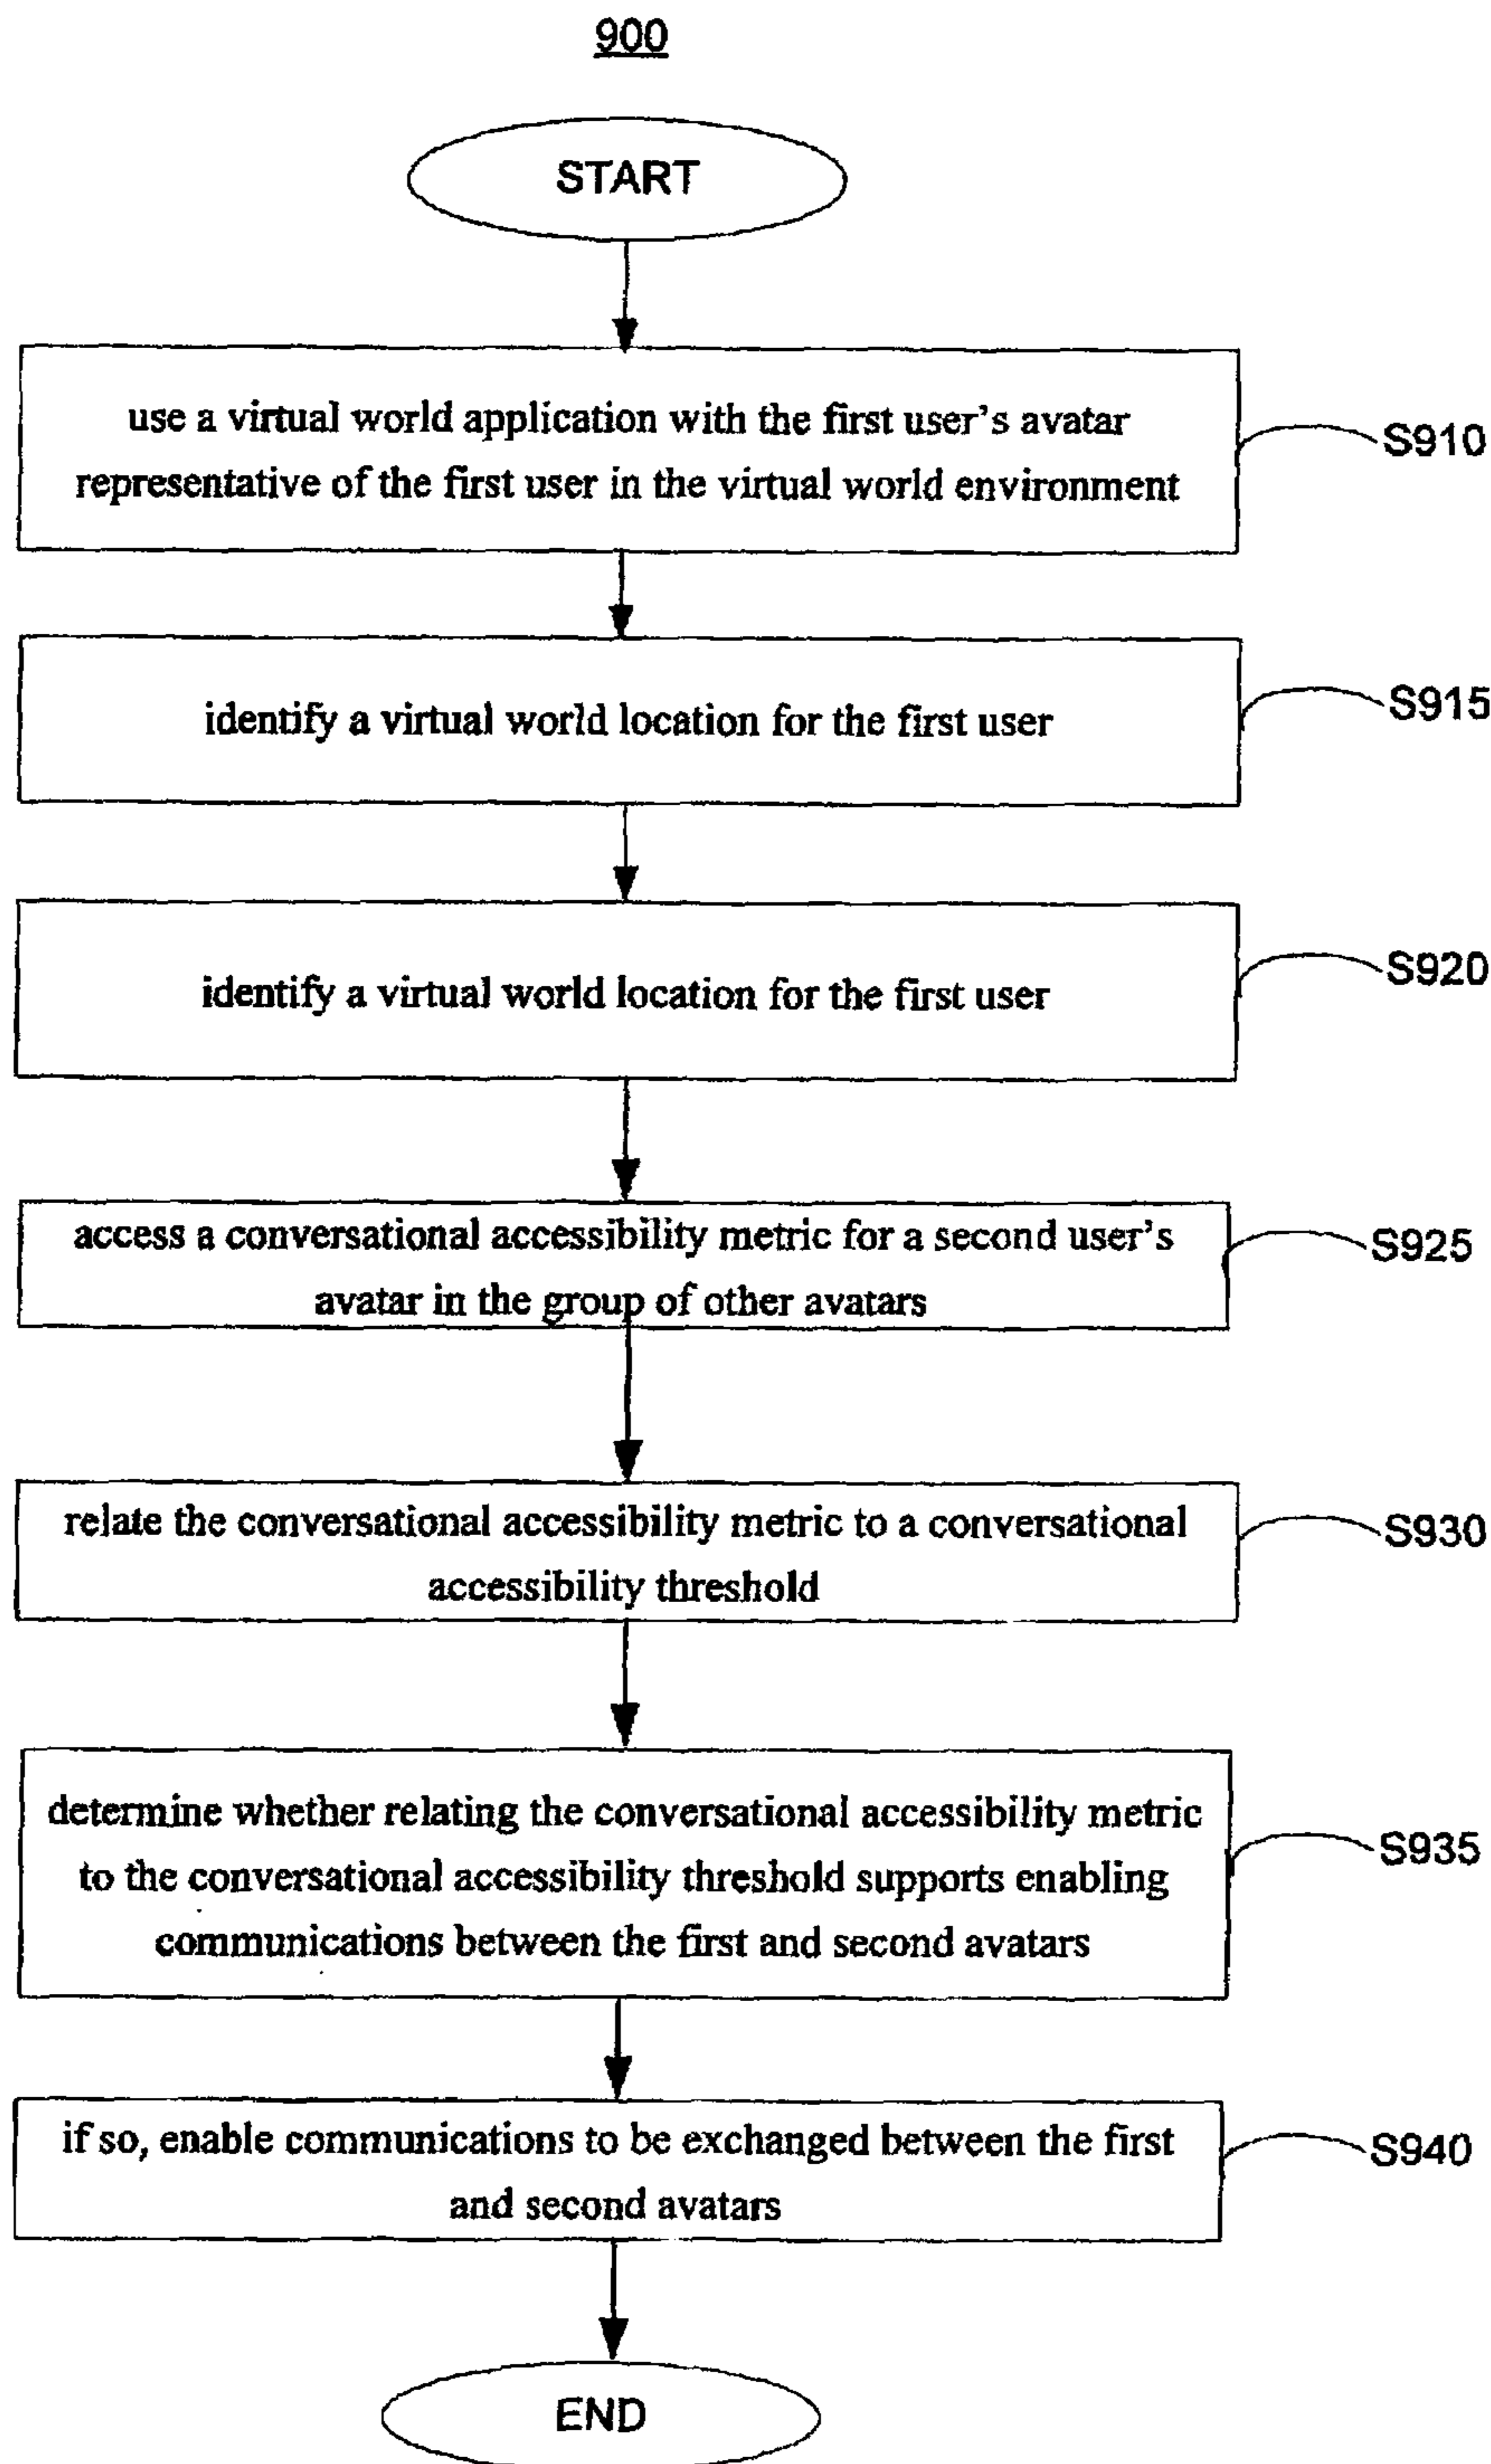 900
START
use a virtual world application with the first user's avatar
representative of the first user in the virtual world environment
S910
identify a virtual world location for the first user
S915
identify a virtual world location for the first user
S920
access a conversational accessibility metric for a second user's
avatar in the group of other avatars
S925
relate the conversational accessibility metric to a conversational
accessibility threshold
S930
determine whether relating the conversational accessibility metric
to the conversational accessibility threshold supports enabling
communications between the first and second avatars
S935
if so, enable communications to be exchanged between the first
and second avatars
S940
END